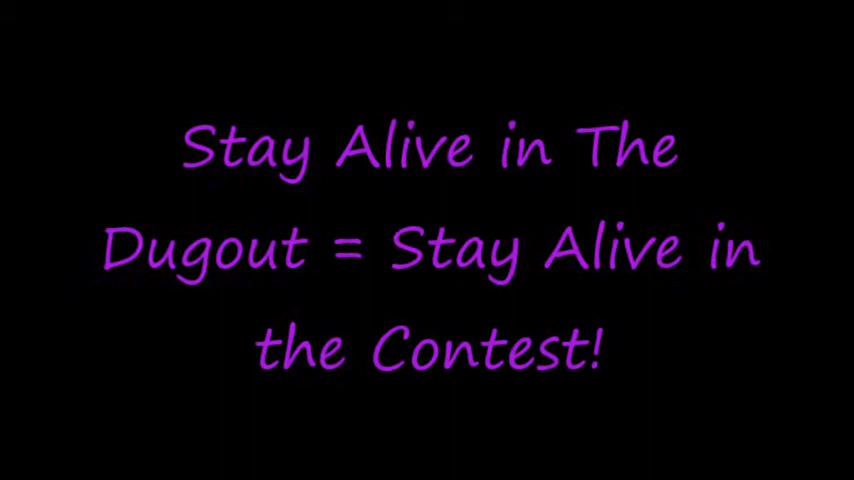 Stay Alive in The
Dugout = Stay Alive in
the Contest!